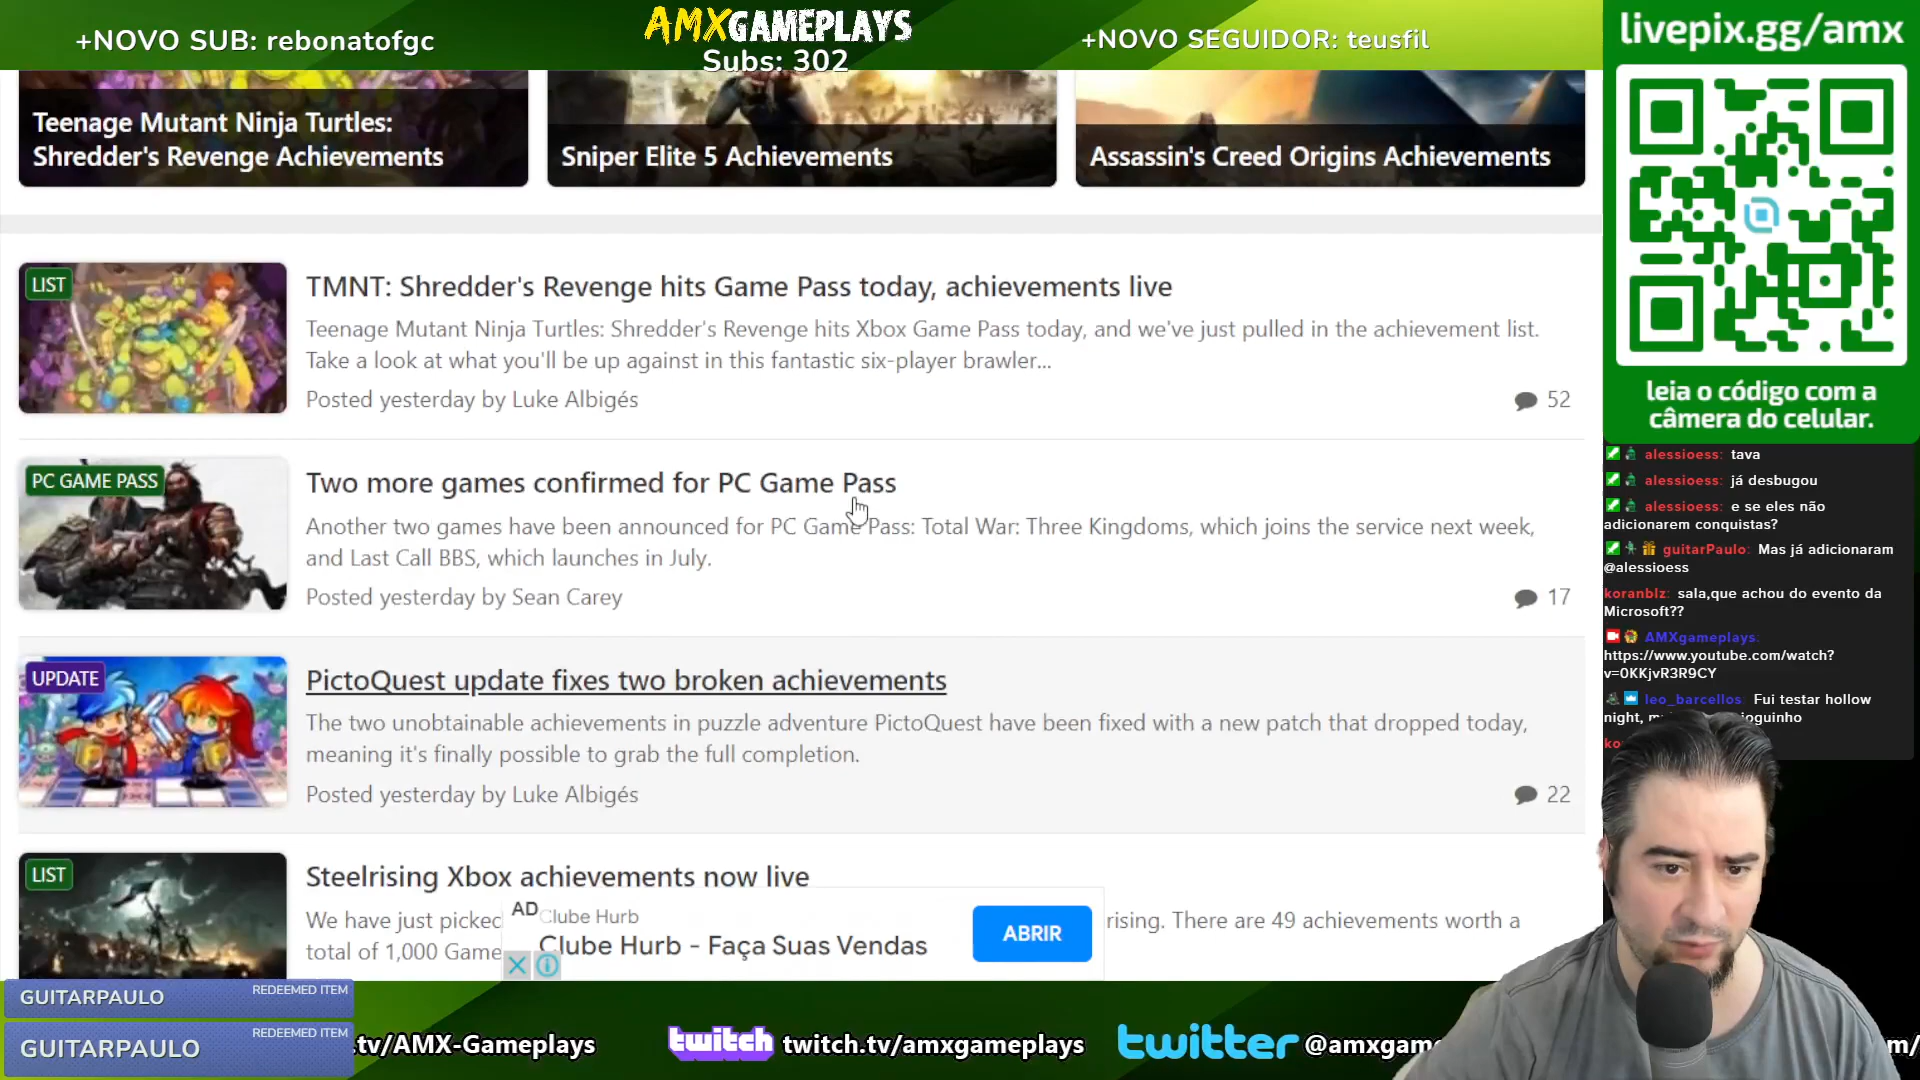 +NOVO SUB: rebonatofgc
AMXGAMEPLAYS
Subs: 302
+NOVO SEGUIDOR: teusfil
livepix.gg/amx
Teenage Mutant Ninja Turtles:
Shredder's Revenge Achievements
Sniper Elite 5 Achievements
Assassin's Creed Origins Achievements
LIST
TMNT: Shredder's Revenge hits Game Pass today, achievements live
Teenage Mutant Ninja Turtles: Shredder's Revenge hits Xbox Game Pass today, and we've just pulled in the achievement list.
Take a look at what you'll be up against in this fantastic six-player brawler...
Posted yesterday by Luke Albigés
52
PC GAME PASS
Two more games confirmed for PC Game Pass
Another two games have been announced for PC Game Pass: Total War: Three Kingdoms, which joins the service next week,
and Last Call BBS, which launches in July.
Posted yesterday by Sean Carey
17
UPDATE
PictoQuest update fixes two broken achievements
The two unobtainable achievements in puzzle adventure PictoQuest have been fixed with a new patch that dropped today,
meaning it's finally possible to grab the full completion.
Posted yesterday by Luke Albigés
22
LIST
Steelrising Xbox achievements now live
We have just picked
rising. There are 49 achievements worth a
total of 1,000 Game
AD
Clube Hurb
Clube Hurb - Faça Suas Vendas
ABRIR
leia o código com a
câmera do celular.
alessioess: tava
alessioess: já desbugou
alessioess: e se eles não
adicionarem conquistas?
guitarPaulo: Mas já adicionaram
@alessioess
koranblz: sala,que achou do evento da
Microsoft??
AMXgameplays:
https://www.youtube.com/watch?
v=0KKjvR3R9CY
leo_barcellos: Fui testar hollow
night, joguinho
ko
GUITARPAULO REDEEMED ITEM
GUITARPAULO REDEEMED ITEM
.tv/AMX-Gameplays
twitch twitch.tv/amxgameplays
twitter @amxgam
m/